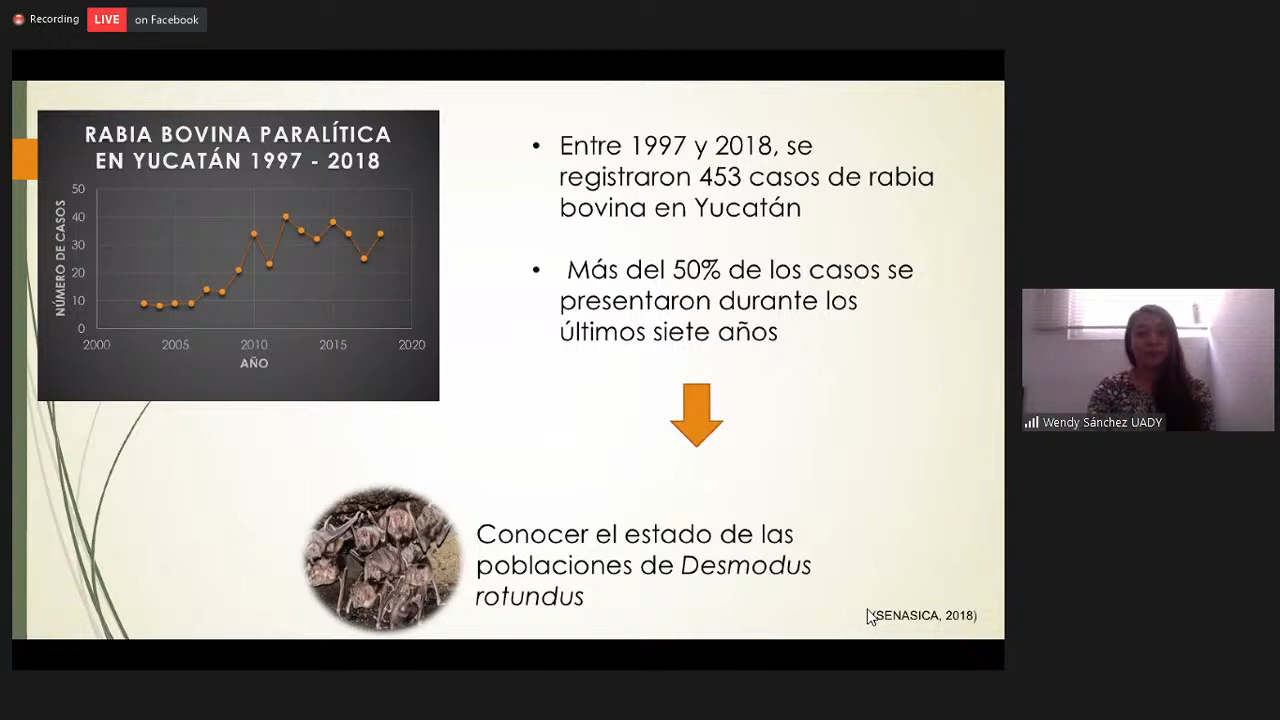 Recording
LIVE on Facebook
RABIA BOVINA PARALÍTICA
EN YUCATÁN 1997 - 2018
NÚMERO DE CASOS
50
40
30
20
10
0
2000 2005 2010 2015 2020
AÑO
• Entre 1997 y 2018, se
registraron 453 casos de rabia
bovina en Yucatán
• Más del 50% de los casos se
presentaron durante los
últimos siete años
Conocer el estado de las
poblaciones de Desmodus
rotundus
(SENASICA, 2018)
Wendy Sánchez UADY